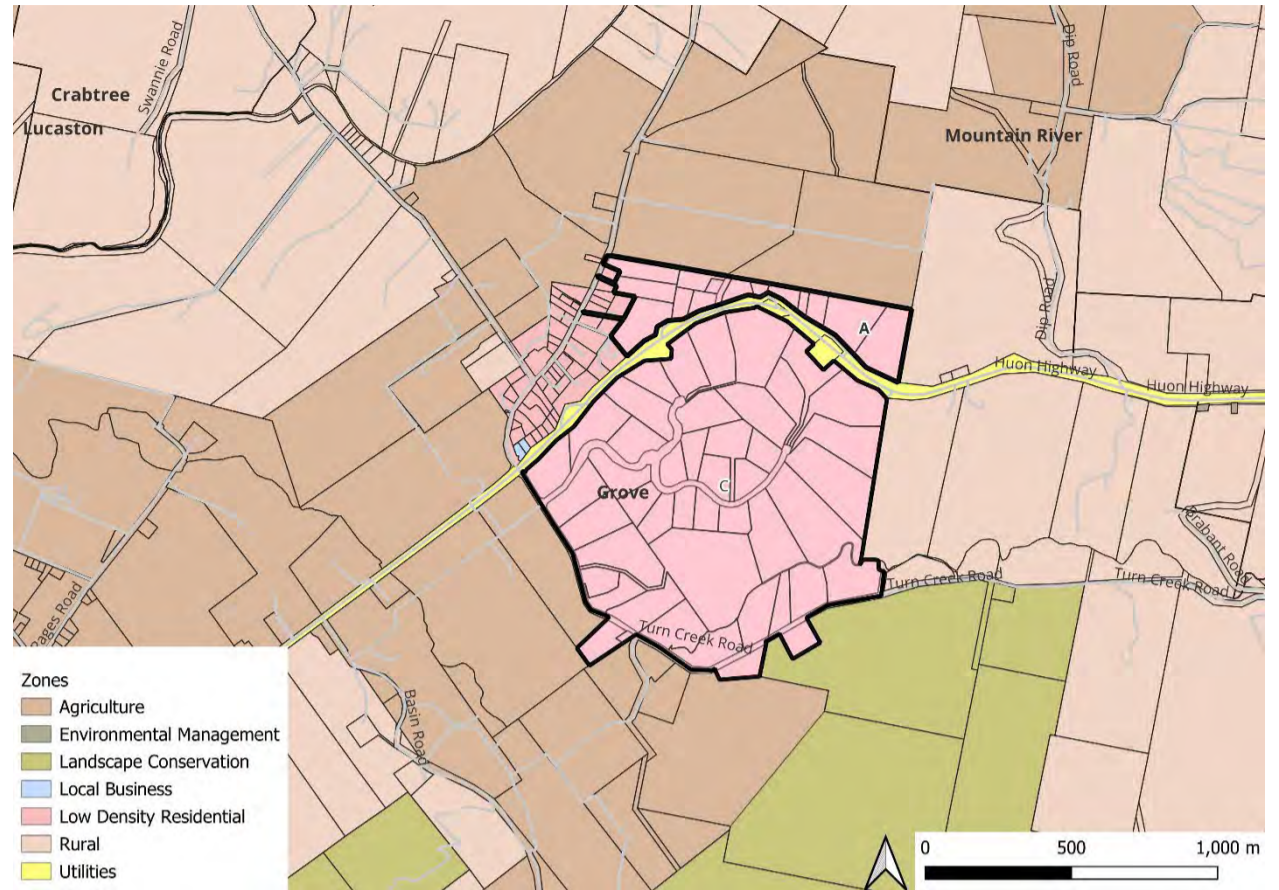 Swannie Road
Dip Road
Crabtree
Lucaston
Mountain River
Dip Road
A
Huon Highway
Huon Highway
Grove
C
Brabant Road
Turn Creek Road
Turn Creek Road
Turn Creek Road
Basin Road
Zones
Agriculture
Environmental Management
Landscape Conservation
Local Business
Low Density Residential
Rural
Utilities
0 500 1,000 m